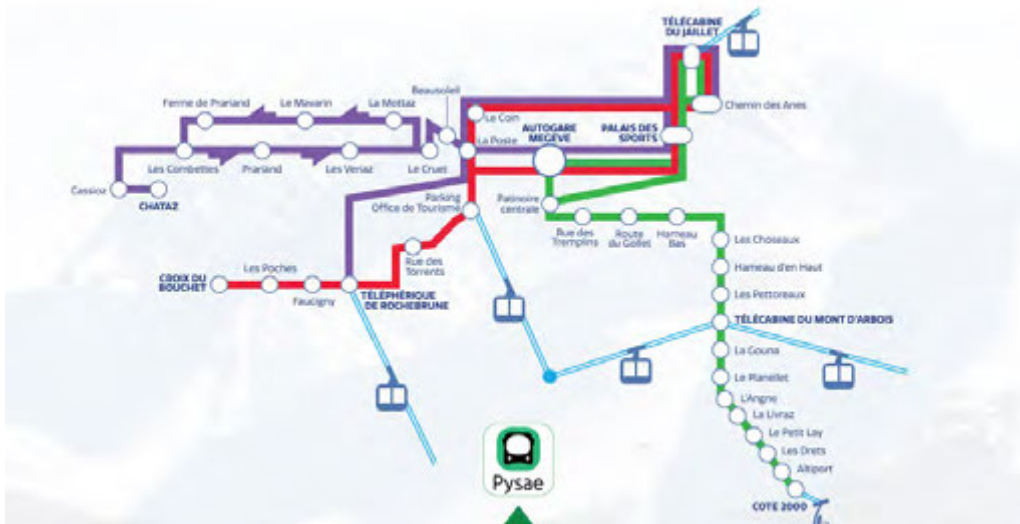 TÉLÉCABINE
DU JAILLET
Beausoleil
Ferme de Prariand
Le Mavarin
La Mottaz
Le Coin
Chemin des Anes
AUTOGARE
MEGÈVE
PALAIS DES
SPORTS
La Poste
Les Combettes
Prariand
Les Veriaz
Le Cruet
Cassioz
CHATAZ
Parking
Office de Tourisme
Patinoire
centrale
Rue des
Tremplins
Route
du Gollet
Hameau
Bas
Les Choseaux
Rue des
Torrents
Hameau d'en Haut
CROIX DU
BOUCHET
Les Poches
Faucigny
TÉLÉPHÉRIQUE
DE ROCHEBRUNE
Les Pettoreaux
TÉLÉCABINE DU MONT D'ARBOIS
La Gouna
Le Planellet
L'Angne
La Livraz
Le Petit Lay
Les Drets
Altiport
COTE 2000
Pysae